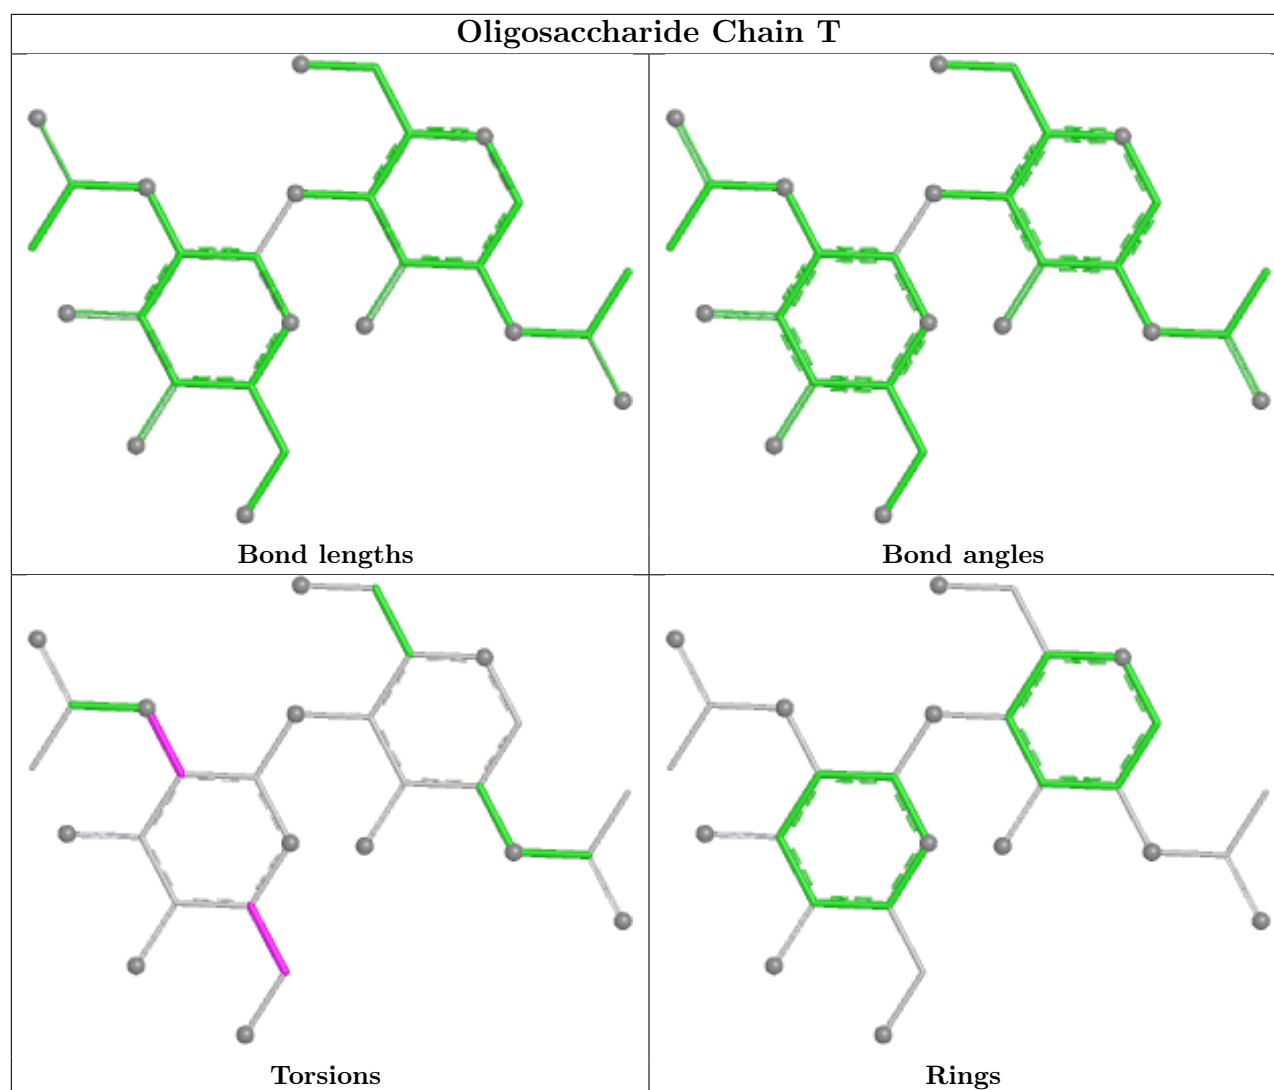 Oligosaccharide Chain T
Bond lengths
Bond angles
Torsions
Rings